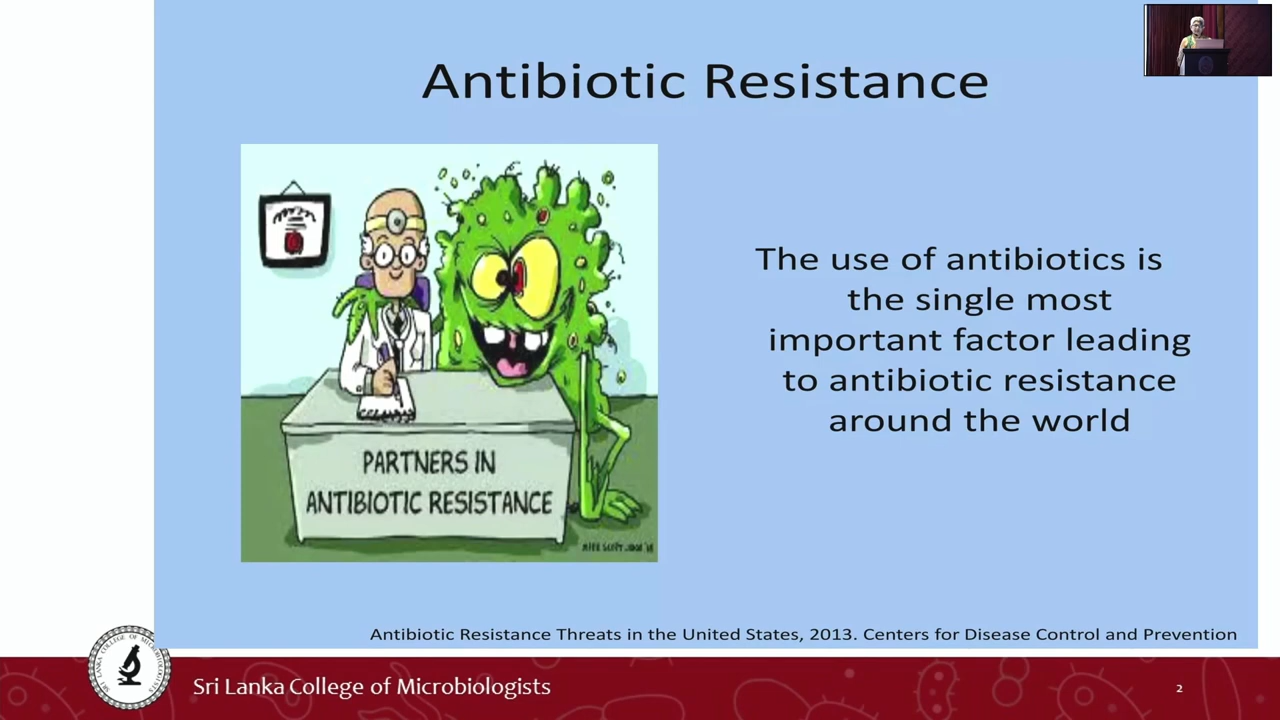 Antibiotic Resistance
The use of antibiotics is
the single most
important factor leading
to antibiotic resistance
around the world
PARTNERS IN
ANTIBIOTIC RESISTANCE
Antibiotic Resistance Threats in the United States, 2013. Centers for Disease Control and Prevention
Sri Lanka College of Microbiologists
2